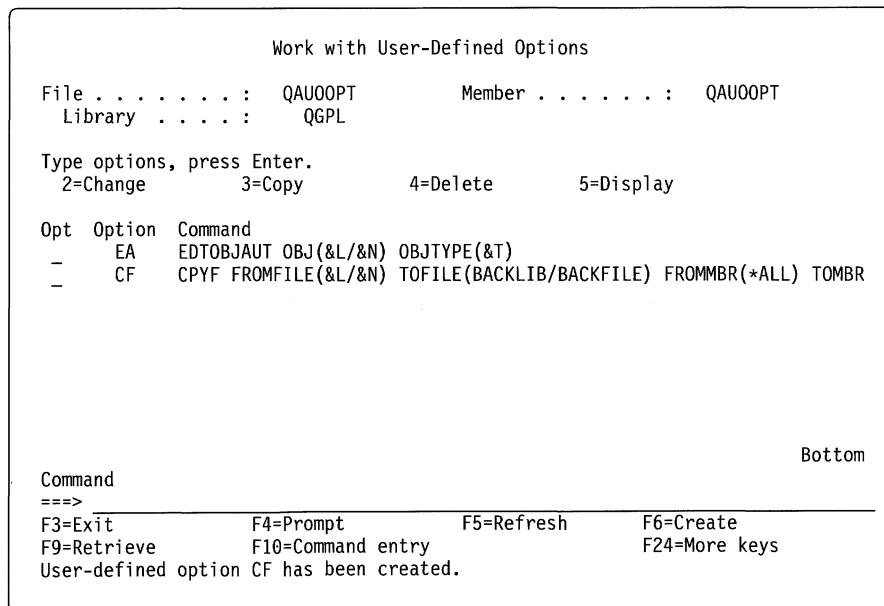 Work with User-Defined Options
File . . . . . . . : QAUOOPT Member . . . . . . : QAUOOPT
Library . . . . : QGPL
Type options, press Enter.
2=Change 3=Copy 4=Delete 5=Display
Opt Option Command
_ EA EDTOBJAUT OBJ(&L/&N) OBJTYPE(&T)
_ CF CPYF FROMFILE(&L/&N) TOFILE(BACKLIB/BACKFILE) FROMMBR(*ALL) TOMBR
Bottom
Command
===>
F3=Exit F4=Prompt F5=Refresh F6=Create
F9=Retrieve F10=Command entry F24=More keys
User-defined option CF has been created.